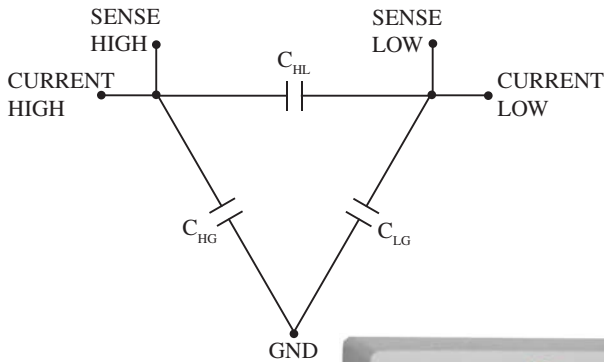 SENSE
HIGH
SENSE
LOW
C_HL
CURRENT
HIGH
CURRENT
LOW
C_HG
C_LG
GND